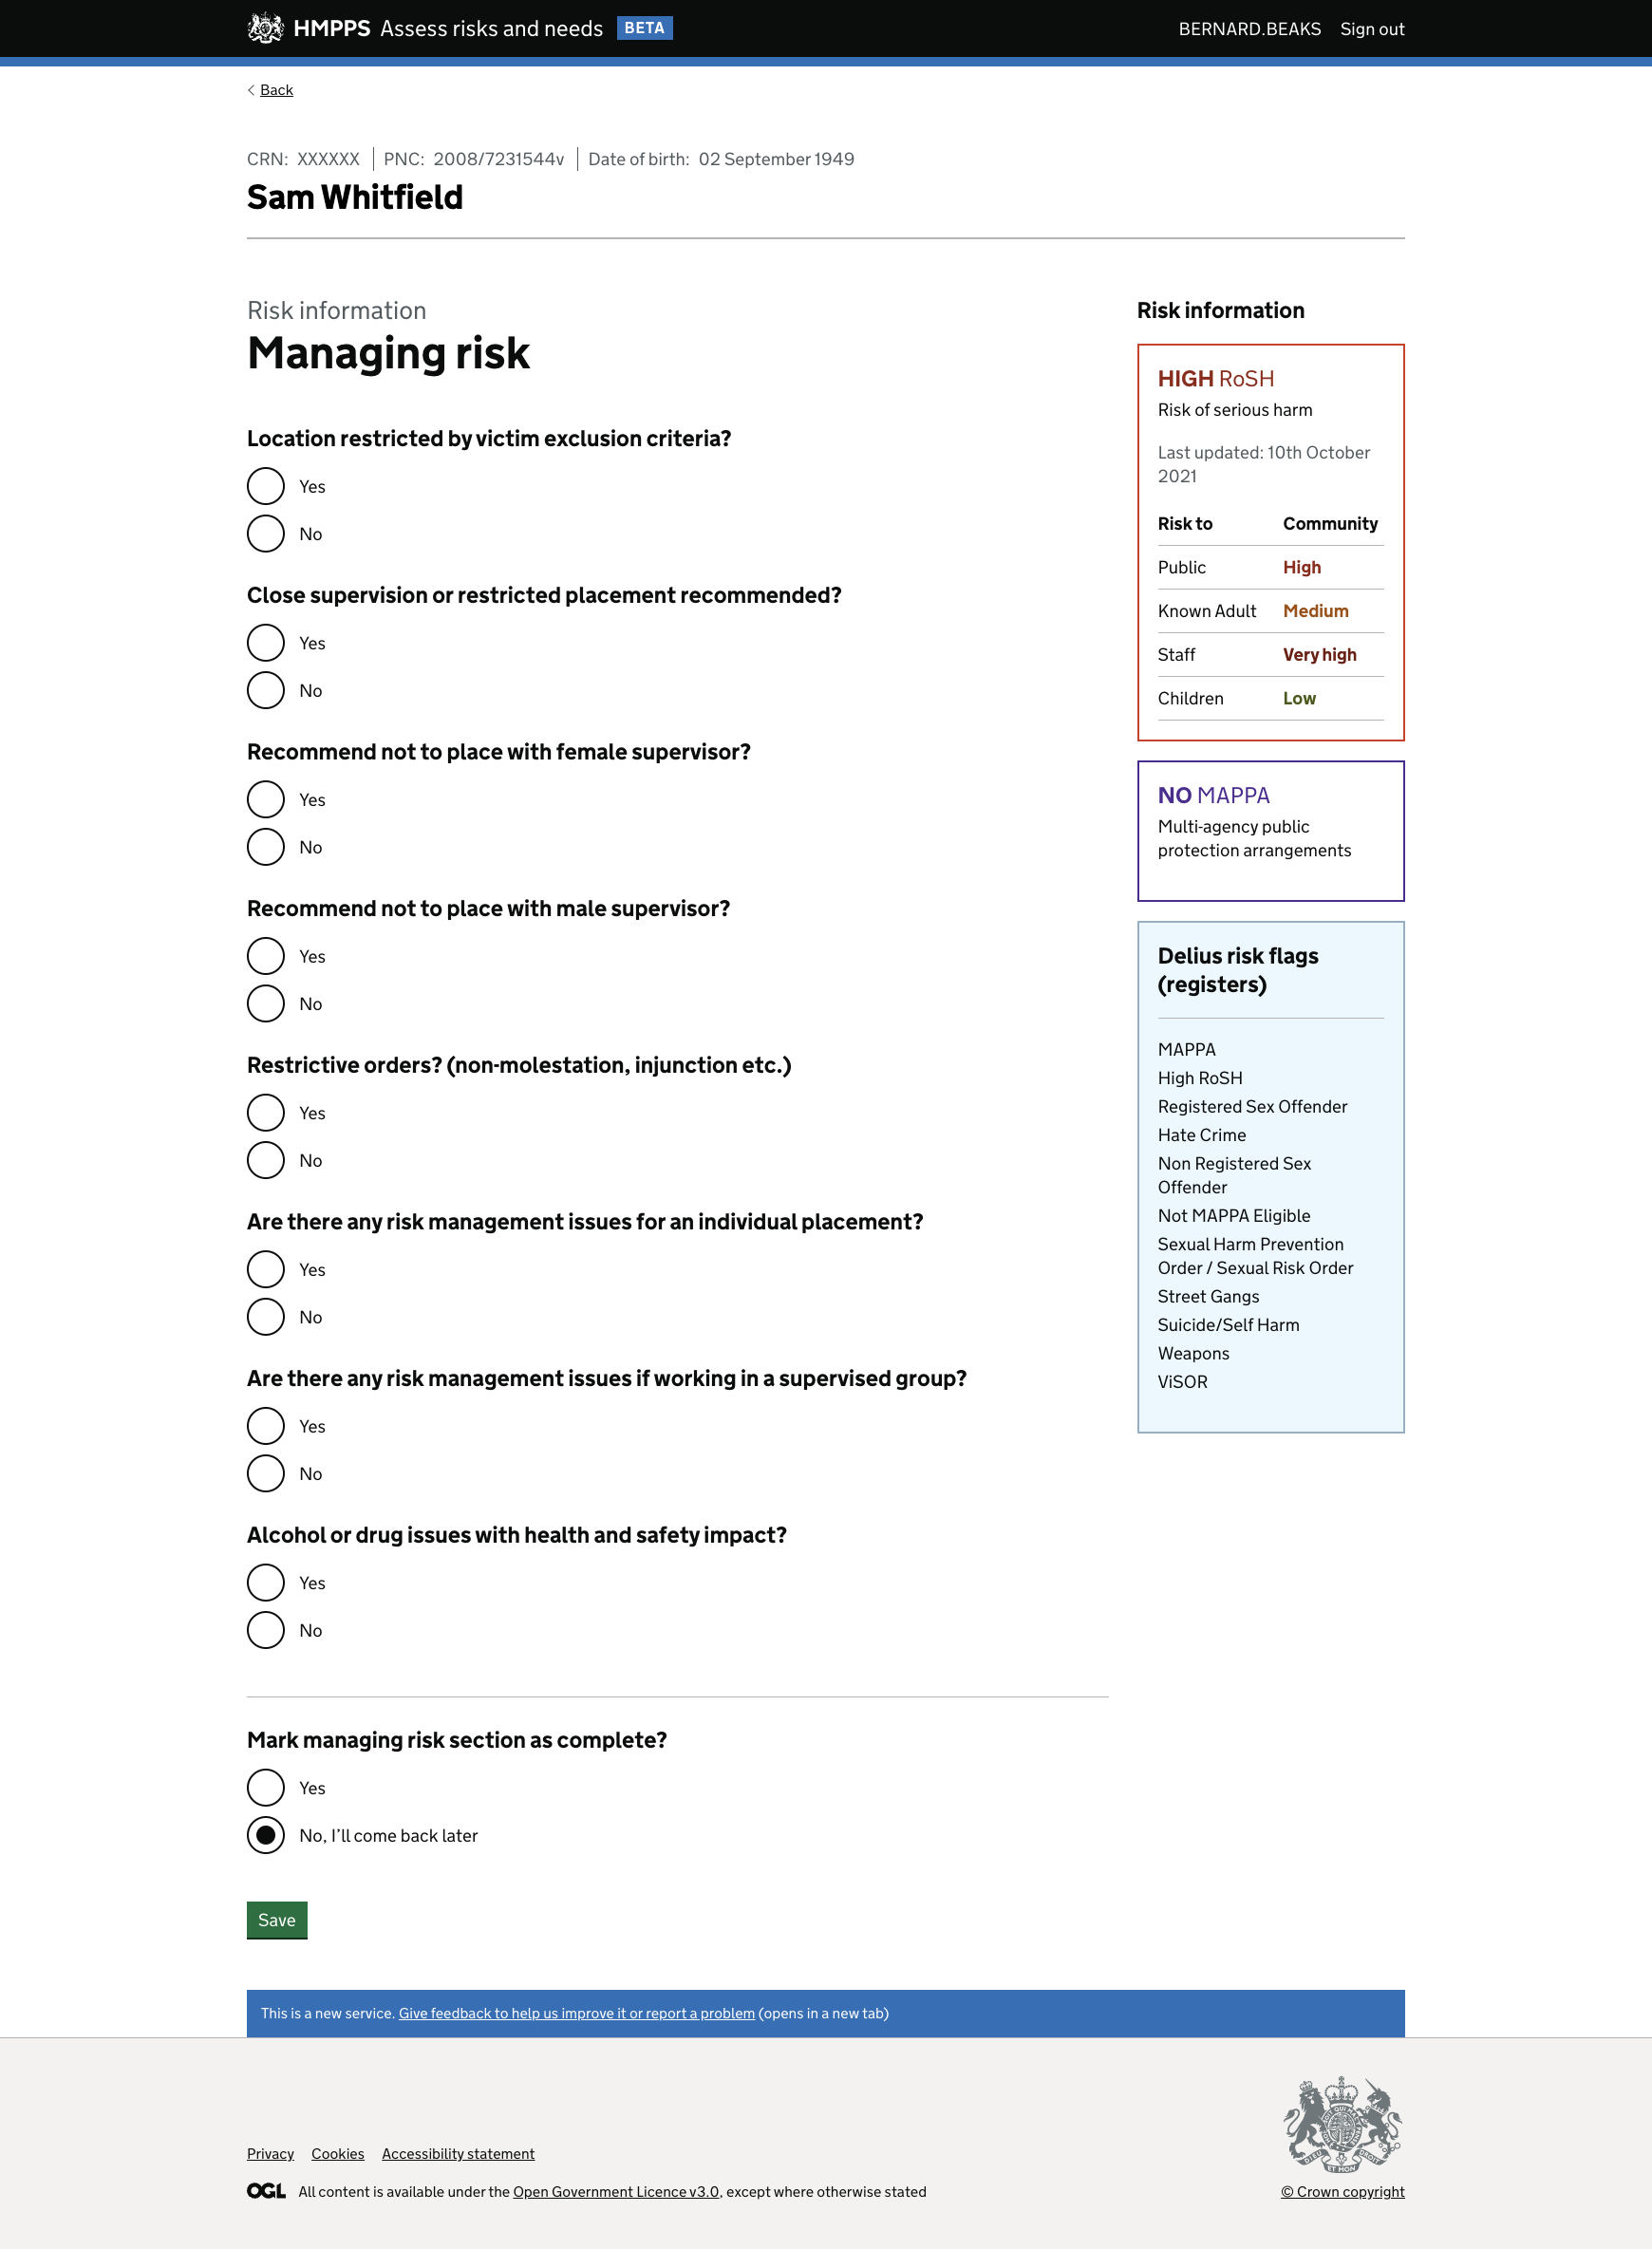 HMPPS Assess risks and needs BETA
BERNARD.BEAKS Sign out
Back
CRN: XXXXXX PNC: 2008/7231544v Date of birth: 02 September 1949
Sam Whitfield
Risk information
Managing risk
Location restricted by victim exclusion criteria?
Yes
No
Close supervision or restricted placement recommended?
Yes
No
Recommend not to place with female supervisor?
Yes
No
Recommend not to place with male supervisor?
Yes
No
Restrictive orders? (non-molestation, injunction etc.)
Yes
No
Are there any risk management issues for an individual placement?
Yes
No
Are there any risk management issues if working in a supervised group?
Yes
No
Alcohol or drug issues with health and safety impact?
Yes
No
Mark managing risk section as complete?
Yes
No, I'll come back later
Save
Risk information
HIGH RoSH
Risk of serious harm
Last updated: 10th October
2021
Risk to Community
Public High
Known Adult Medium
Staff Very high
Children Low
NO MAPPA
Multi-agency public
protection arrangements
Delius risk flags
(registers)
MAPPA
High RoSH
Registered Sex Offender
Hate Crime
Non Registered Sex
Offender
Not MAPPA Eligible
Sexual Harm Prevention
Order / Sexual Risk Order
Street Gangs
Suicide/Self Harm
Weapons
ViSOR
This is a new service. Give feedback to help us improve it or report a problem (opens in a new tab)
Privacy Cookies Accessibility statement
OGL All content is available under the Open Government Licence v3.0, except where otherwise stated
© Crown copyright